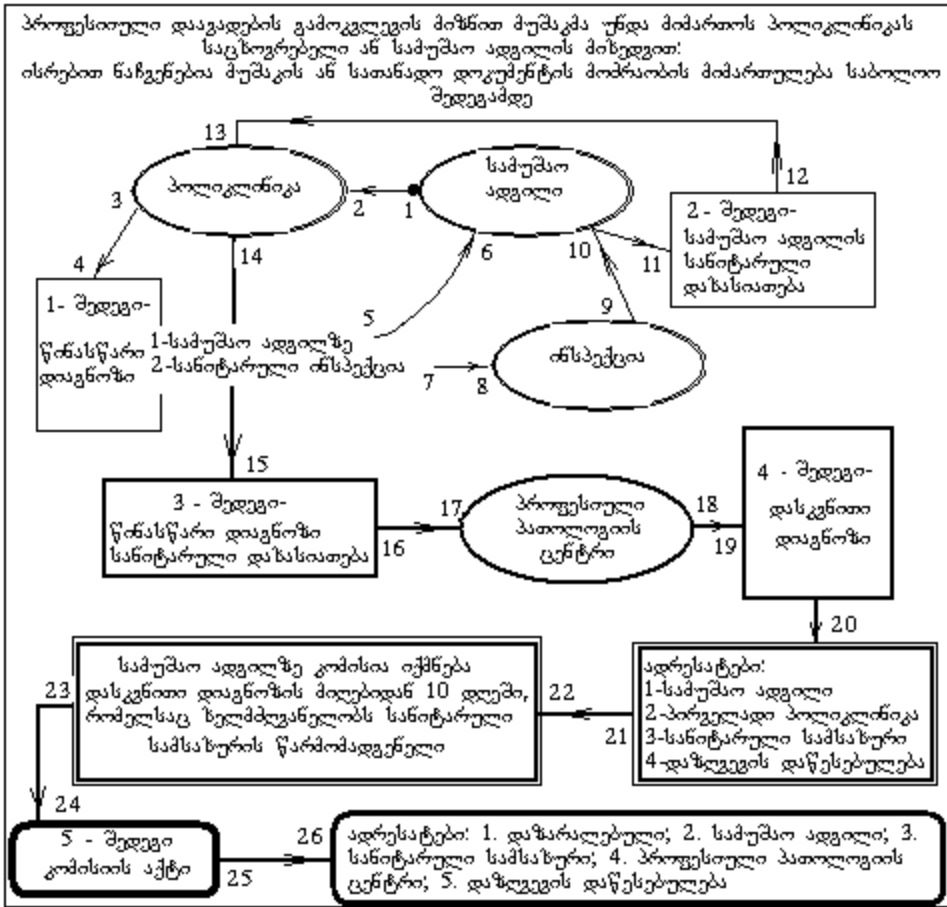 პროფესიული დაავადების გამოკვლევის მიზნით მუშაკმა უნდა მიმართოს პოლიკლინიკას
საცხოვრებელი ან სამუშაო ადგილის მიხედვით:
ისრებით ნაჩვენებია მუშაკის ან სათანადო დოკუმენტის მოძრაობის მიმართულება საბოლოო
შედეგამდე
13
პოლიკლინიკა
3
2
1
სამუშაო
ადგილი
12
14
6
10
11
2 - შედეგი-
სამუშაო ადგილის
სანიტარული
დახასიათება
4
1- შედეგი-
წინასწარი
დიაგნოზი
5
9
1-სამუშაო ადგილზე
2-სანიტარული ინსპექცია
7
8
ინსპექცია
15
3 - შედეგი-
წინასწარი დიაგნოზი
სანიტარული დახასიათება
16
17
პროფესიული
პათოლოგიის
ცენტრი
18
19
4 - შედეგი-
დასკვნითი
დიაგნოზი
20
ადრესატები:
1-სამუშაო ადგილი
2-პირველადი პოლიკლინიკა
3-სანიტარული სამსახური
4-დაზღვევის დაწესებულება
21
22
სამუშაო ადგილზე კომისია იქმნება
დასკვნითი დიაგნოზის მიღებიდან 10 დღეში,
რომელსაც ხელმძღვანელობს სანიტარული
სამსახურის წარმომადგენელი
23
24
5 - შედეგი
კომისიის აქტი
25
26
ადრესატები: 1. დაზარალებული; 2. სამუშაო ადგილი; 3.
სანიტარული სამსახური; 4. პროფესიული პათოლოგიის
ცენტრი; 5. დაზღვევის დაწესებულება